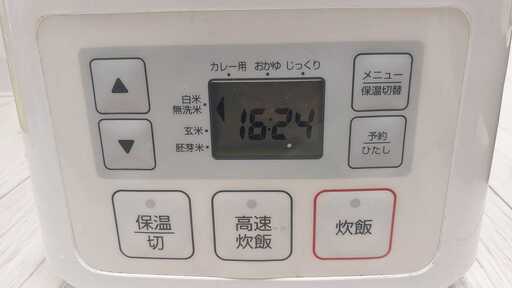 カレー用 おかゆ じっくり
白米
無洗米
玄米
胚芽米
16:24
メニュー
保温切替
予約
ひたし
保温
切
高速
炊飯
炊飯